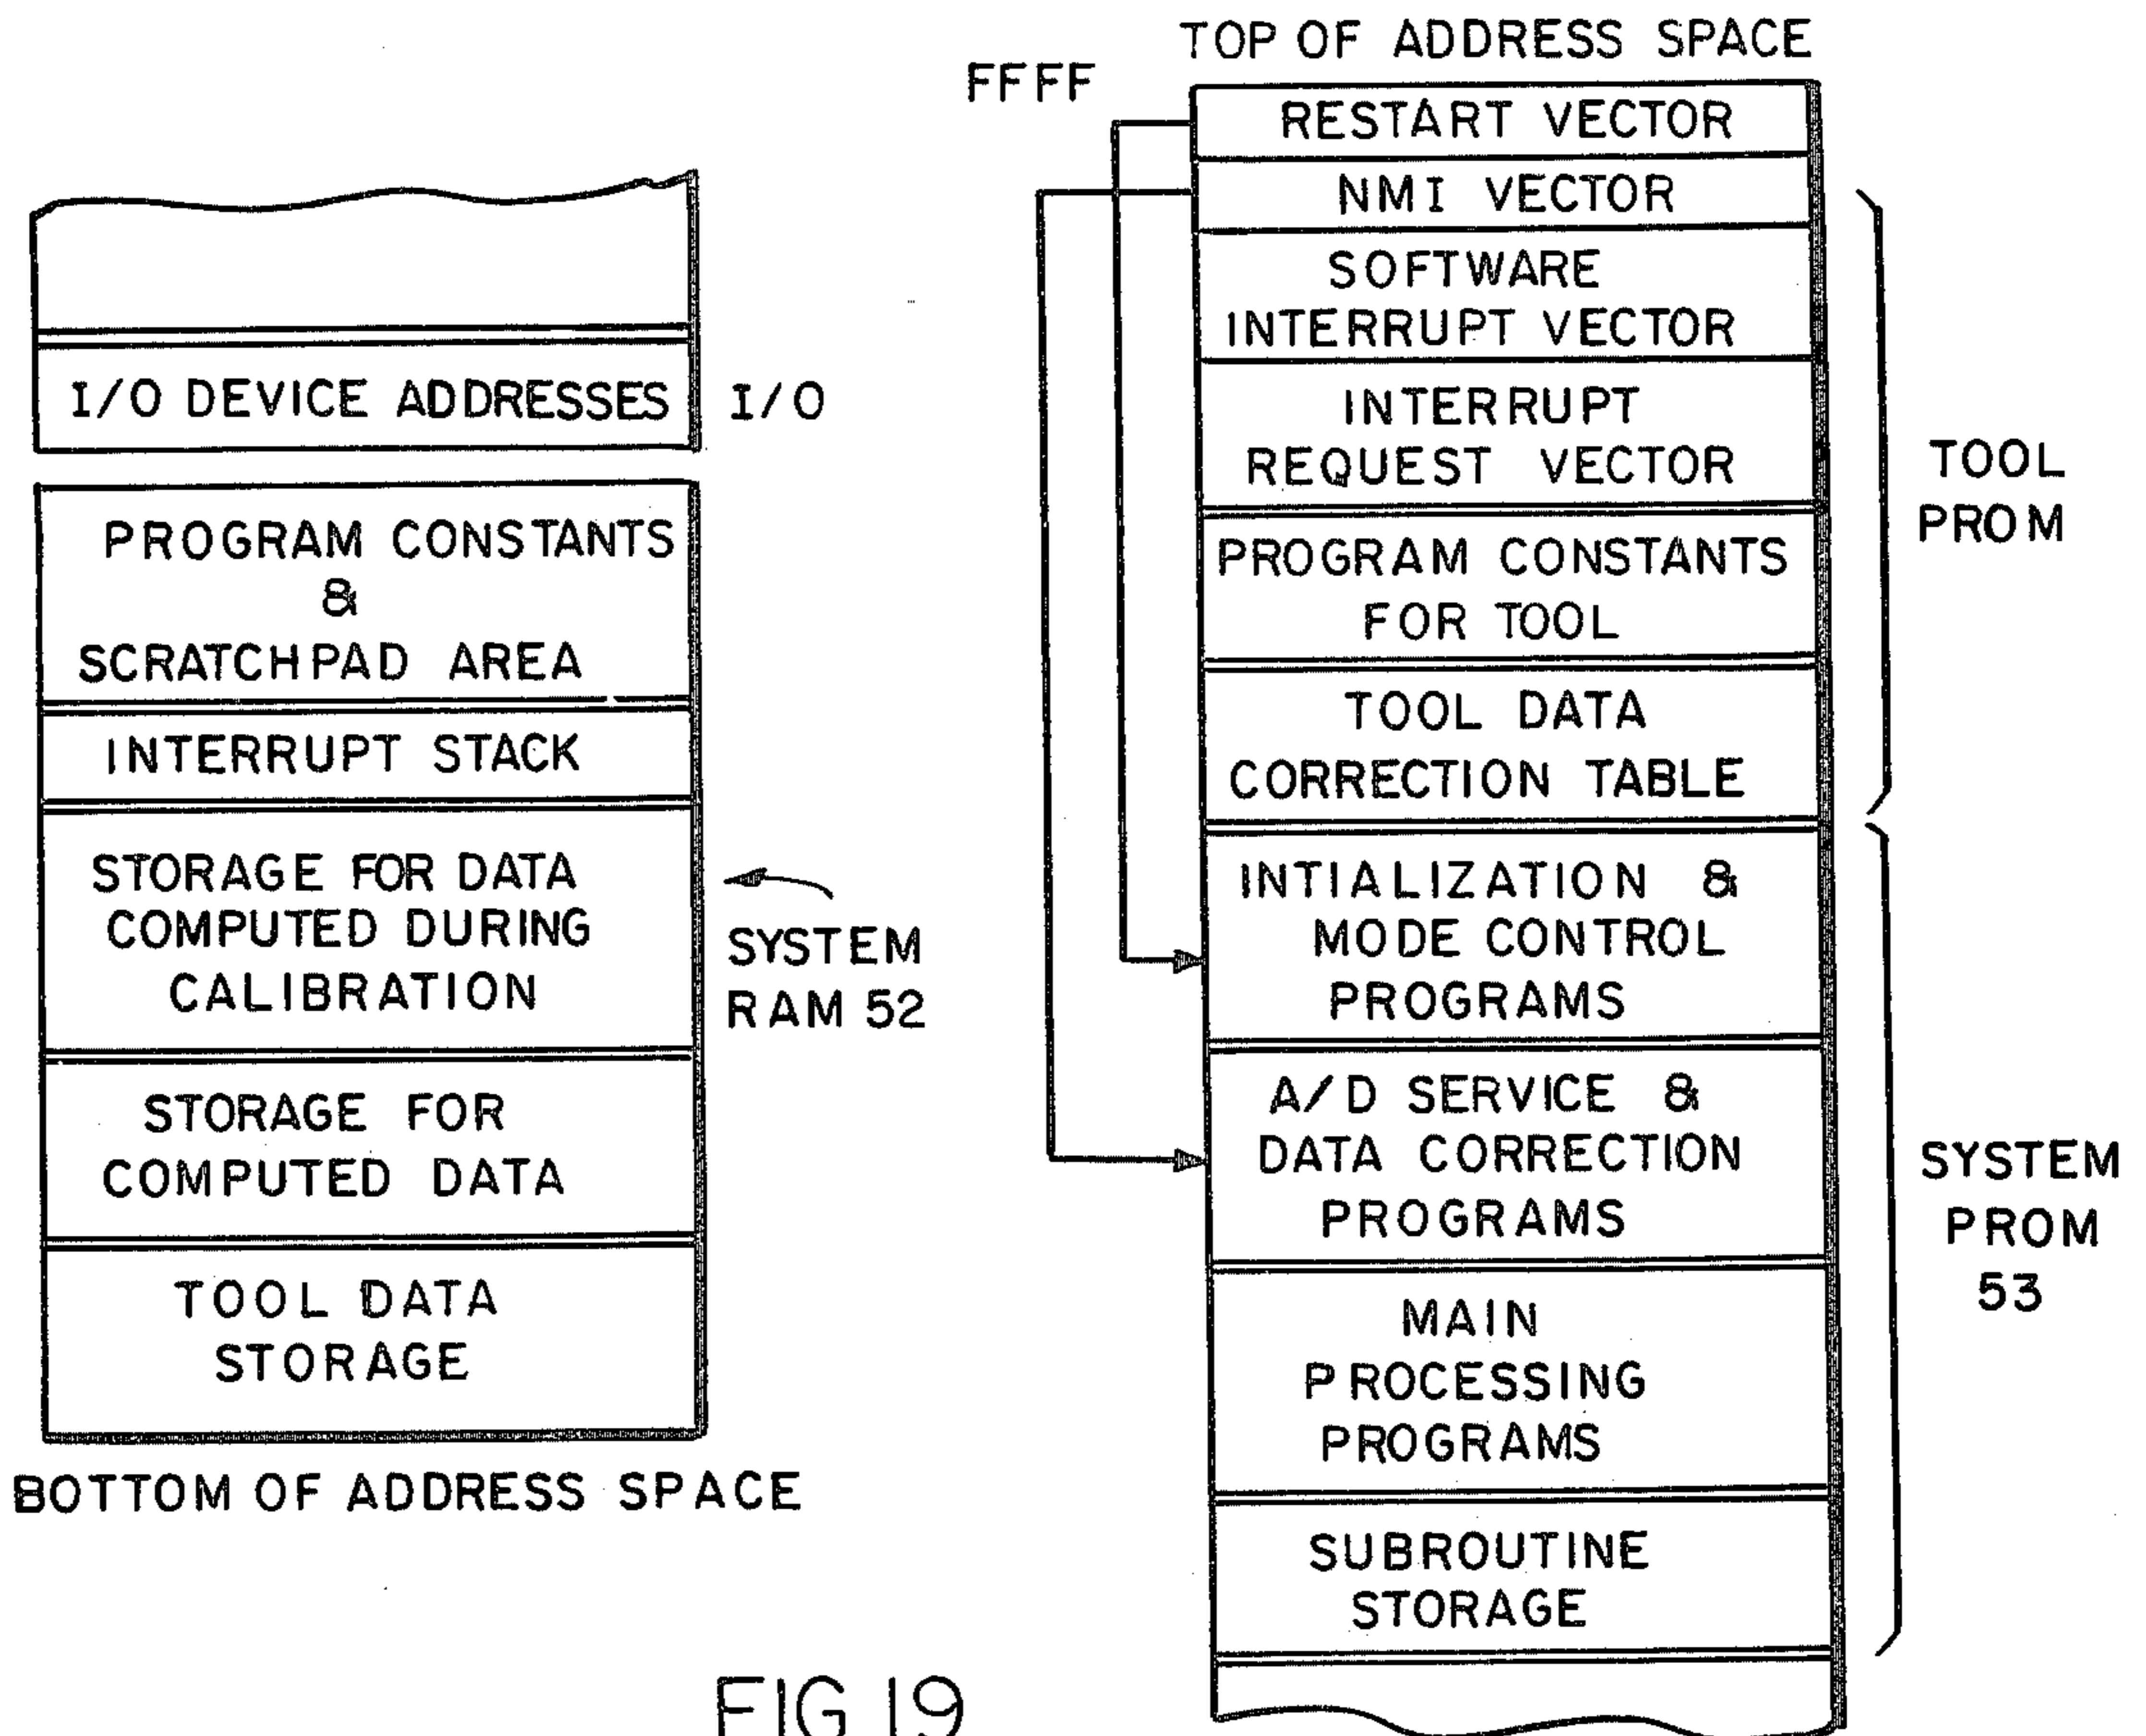 TOP OF ADDRESS SPACE
FFFF
RESTART VECTOR
NMI VECTOR
SOFTWARE
INTERRUPT VECTOR
INTERRUPT
REQUEST VECTOR
PROGRAM CONSTANTS
FOR TOOL
TOOL DATA
CORRECTION TABLE
TOOL
PROM
INTIALIZATION &
MODE CONTROL
PROGRAMS
A/D SERVICE &
DATA CORRECTION
PROGRAMS
MAIN
PROCESSING
PROGRAMS
SUBROUTINE
STORAGE
SYSTEM
PROM
53
I/O DEVICE ADDRESSES
I/O
PROGRAM CONSTANTS
&
SCRATCHPAD AREA
INTERRUPT STACK
STORAGE FOR DATA
COMPUTED DURING
CALIBRATION
STORAGE FOR
COMPUTED DATA
TOOL DATA
STORAGE
SYSTEM
RAM 52
BOTTOM OF ADDRESS SPACE
FIG 19